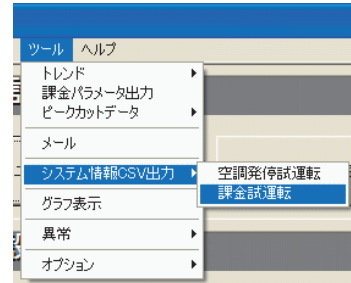 ツール ヘルプ
トレンド
課金パラメータ出力
ピークカットデータ
メール
システム情報CSV出力
空調発停試運転
課金試運転
グラフ表示
異常
オプション